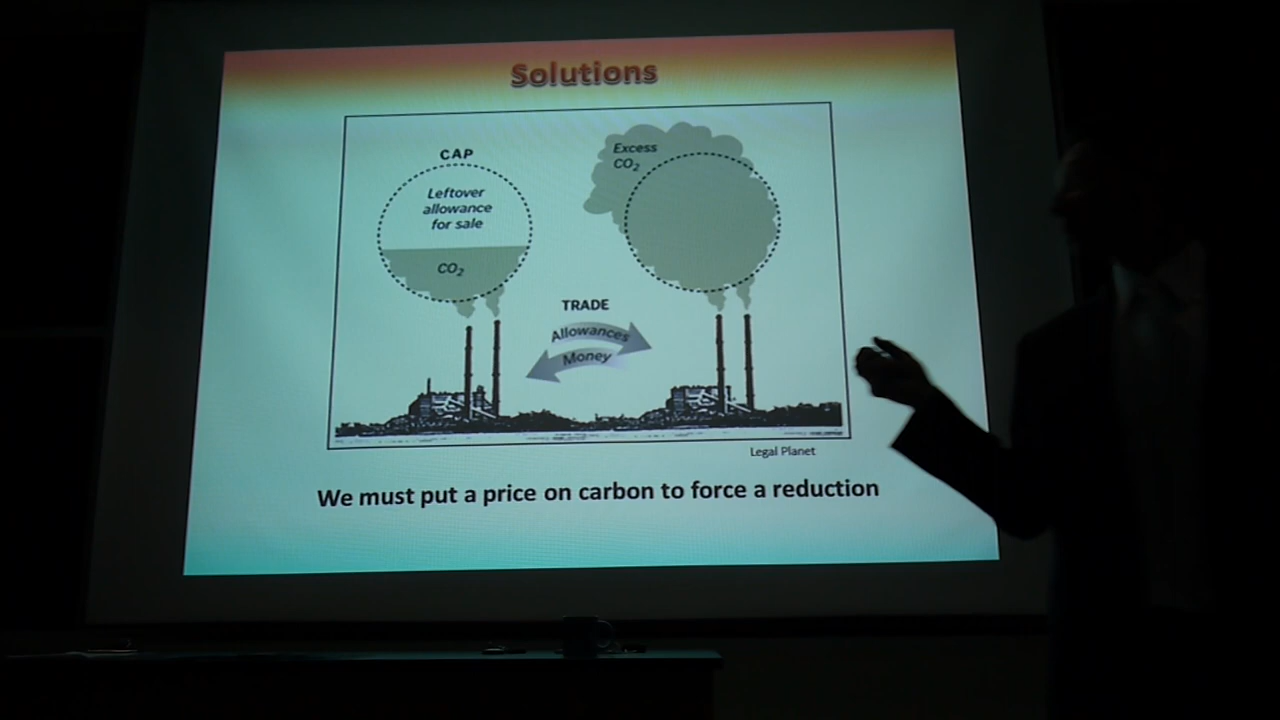 Solutions
CAP
Leftover
allowance
for sale
CO₂
Excess
CO₂
TRADE
Allowances
Money
Legal Planet
We must put a price on carbon to force a reduction